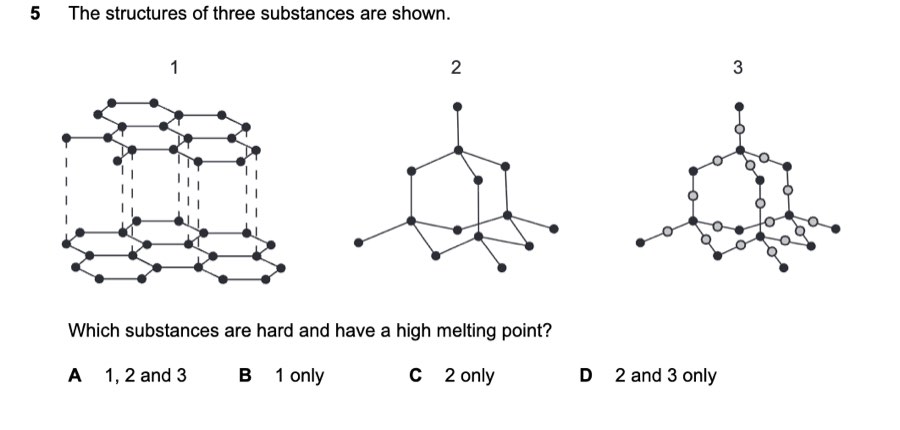 5 The structures of three substances are shown.
1 2 3
Which substances are hard and have a high melting point?
A 1, 2 and 3 B 1 only C 2 only D 2 and 3 only